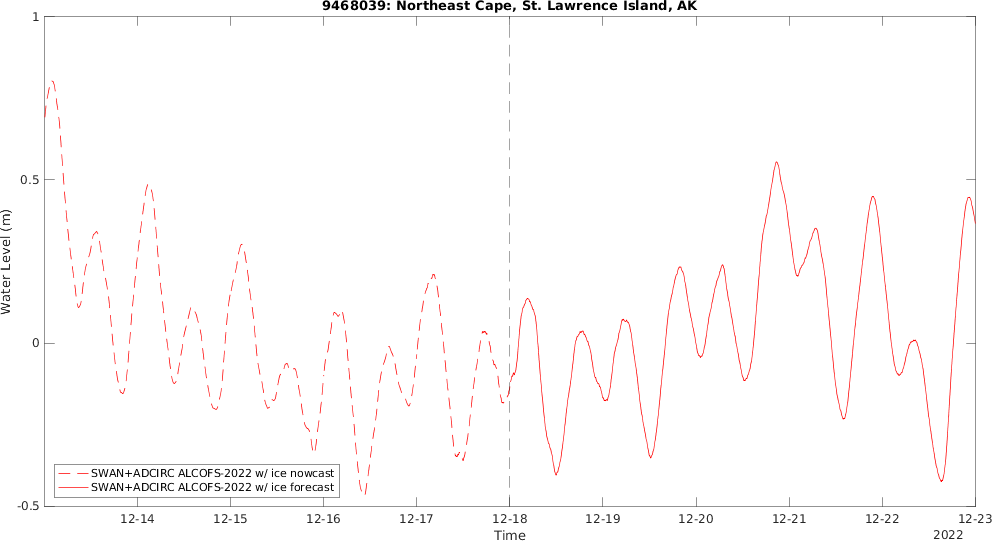 9468039: Northeast Cape, St. Lawrence Island, AK
1
0.5
0
-0.5
Water Level (m)
SWAN+ADCIRC ALCOFS-2022 w/ ice nowcast
SWAN+ADCIRC ALCOFS-2022 w/ ice forecast
12-14 12-15 12-16 12-17 12-18 12-19 12-20 12-21 12-22 12-23
Time
2022